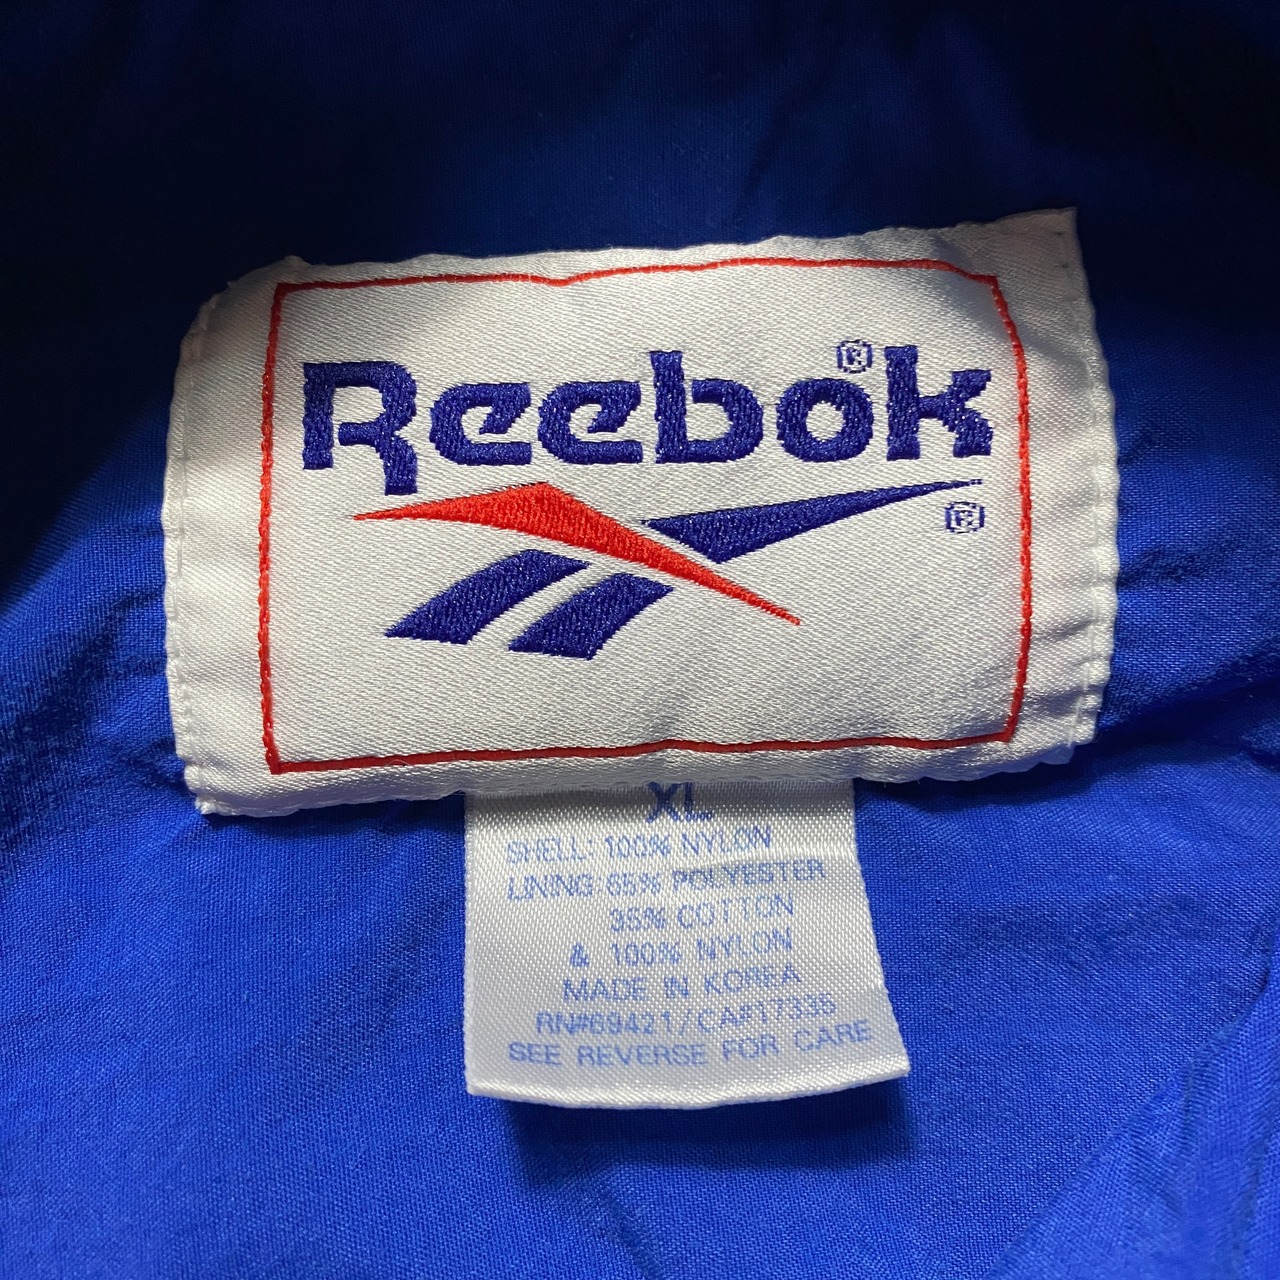 Reebok®
®
XL
SHELL: 100% NYLON
LINING: 65% POLYESTER
35% COTTON
& 100% NYLON
MADE IN KOREA
RN#69421/CA#17335
SEE REVERSE FOR CARE